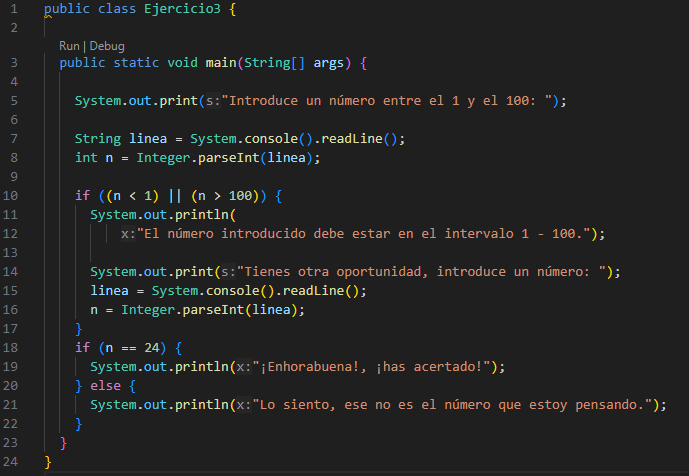 1 public class Ejercicio3 {
2
Run | Debug
3 public static void main(String[] args) {
4
5 System.out.print(s:"Introduce un número entre el 1 y el 100: ");
6
7 String linea = System.console().readLine();
8 int n = Integer.parseInt(linea);
9
10 if ((n < 1) || (n > 100)) {
11 System.out.println(
12 x:"El número introducido debe estar en el intervalo 1 - 100.");
13
14 System.out.print(s:"Tienes otra oportunidad, introduce un número: ");
15 linea = System.console().readLine();
16 n = Integer.parseInt(linea);
17 }
18 if (n == 24) {
19 System.out.println(x:"¡Enhorabuena!, ¡has acertado!");
20 } else {
21 System.out.println(x:"Lo siento, ese no es el número que estoy pensando.");
22 }
23 }
24 }